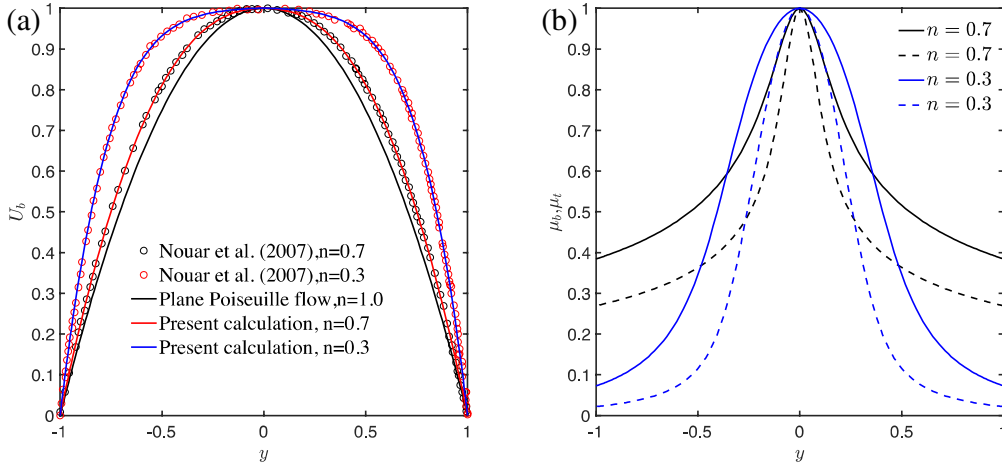 (a)
1
0.9
0.8
0.7
0.6
0.5
0.4
0.3
0.2
0.1
0
U_b
Nouar et al. (2007),n=0.7
Nouar et al. (2007),n=0.3
Plane Poiseuille flow,n=1.0
Present calculation, n=0.7
Present calculation, n=0.3
-1
-0.5
0
0.5
1
y
(b)
1
0.9
0.8
0.7
0.6
0.5
0.4
0.3
0.2
0.1
0
μ_b,μ_t
n = 0.7
n = 0.7
n = 0.3
n = 0.3
-1
-0.5
0
0.5
1
y